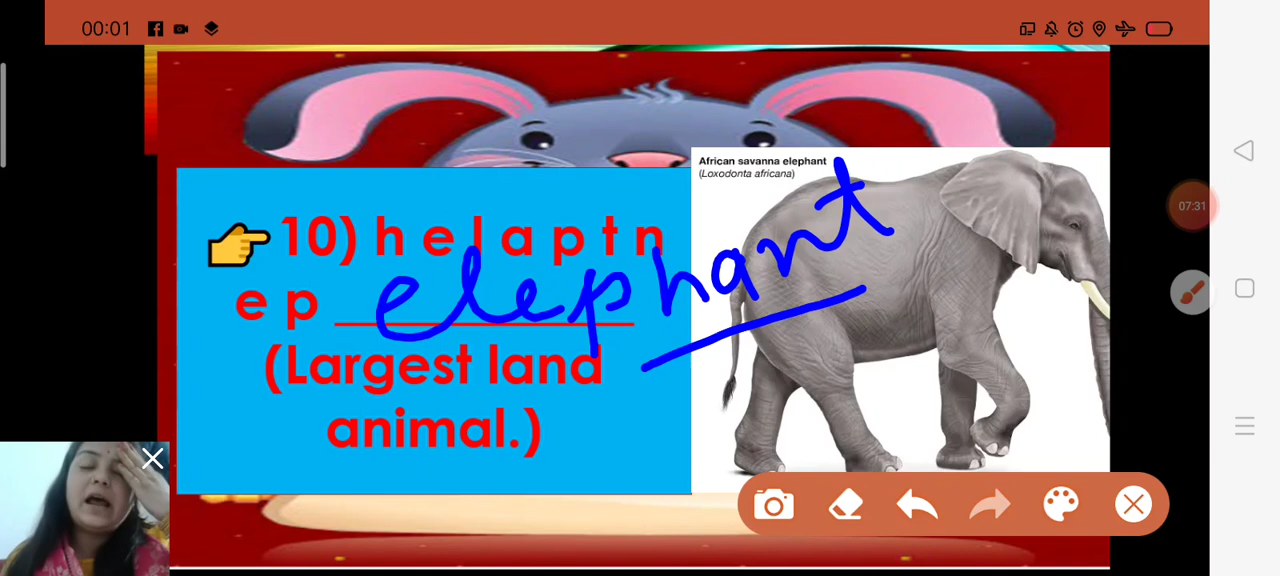 00:01
African savanna elephant
(Loxodonta africana)
10) h e l a p t n
e p elephant
(Largest land
animal.)
07:31